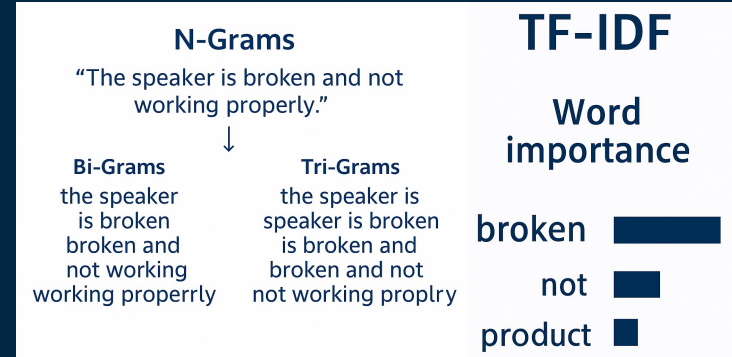 N-Grams
“The speaker is broken and not
working properly.”
↓
Bi-Grams
the speaker
is broken
broken and
not working
working properrly
Tri-Grams
the speaker is
speaker is broken
is broken and
broken and not
not working proplry
TF-IDF
Word
importance
broken
not
product